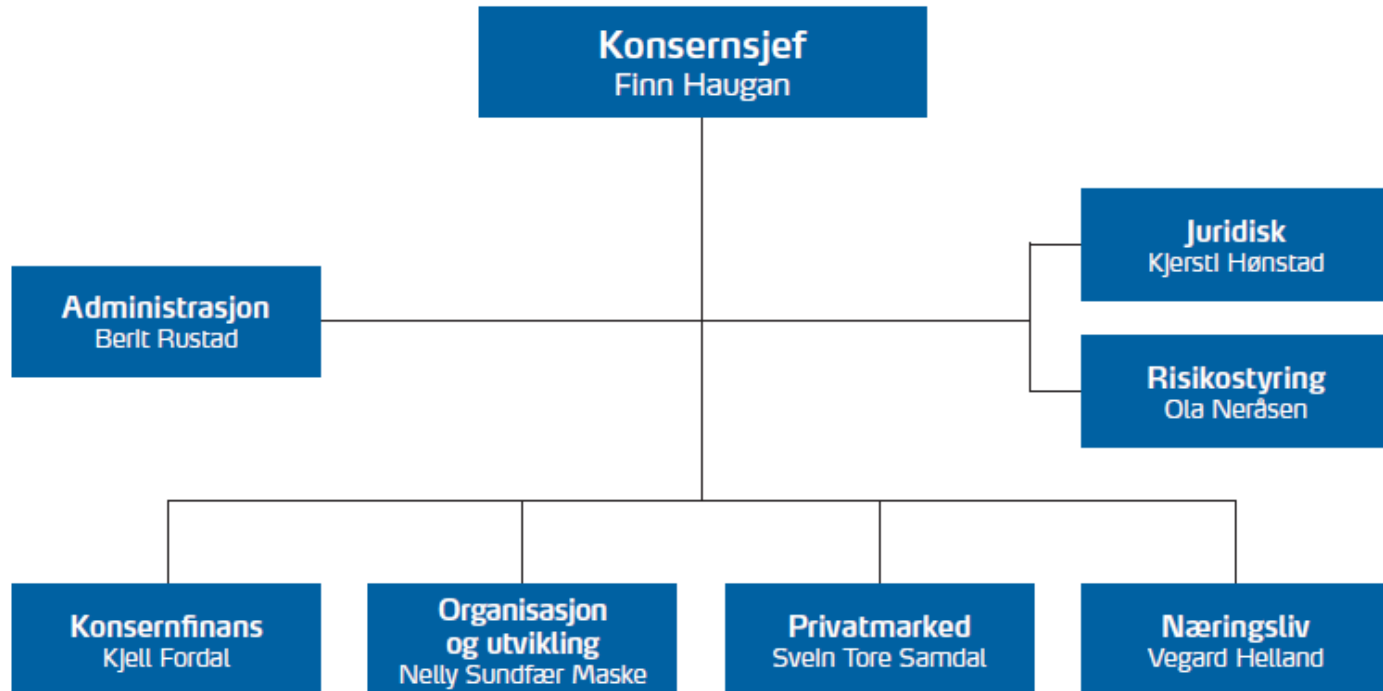 Konsernsjef
Finn Haugan
Juridisk
Kjersti Hønstad
Administrasjon
Berit Rustad
Risikostyring
Ola Neråsen
Konsernfinans
Kjell Fordal
Organisasjon
og utvikling
Nelly Sundfær Maske
Privatmarked
Svein Tore Samdal
Næringsliv
Vegard Helland